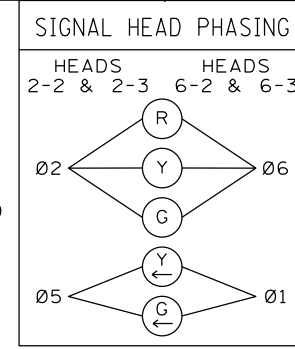 SIGNAL HEAD PHASING
HEADS HEADS
2-2 & 2-3 6-2 & 6-3
R
Ø2 Y Ø6
G
Y
←
Ø5 Ø1
G
←